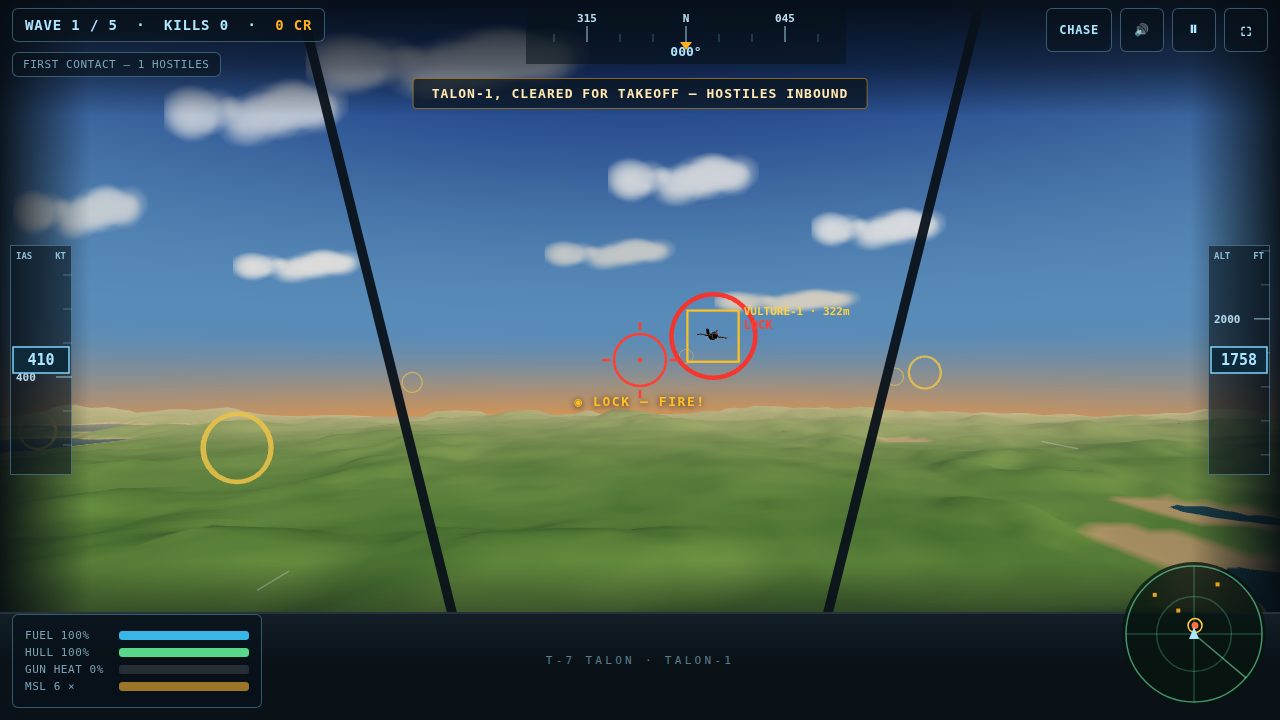 WAVE 1 / 5 · KILLS 0 · 0 CR
315 N 045
000°
CHASE
FIRST CONTACT — 1 HOSTILES
TALON-1, CLEARED FOR TAKEOFF — HOSTILES INBOUND
IAS KT
410
400
ALT FT
2000
1758
VULTURE-1 · 322m
LOCK
◉ LOCK — FIRE!
FUEL 100%
HULL 100%
GUN HEAT 0%
MSL 6 ×
T-7 TALON · TALON-1